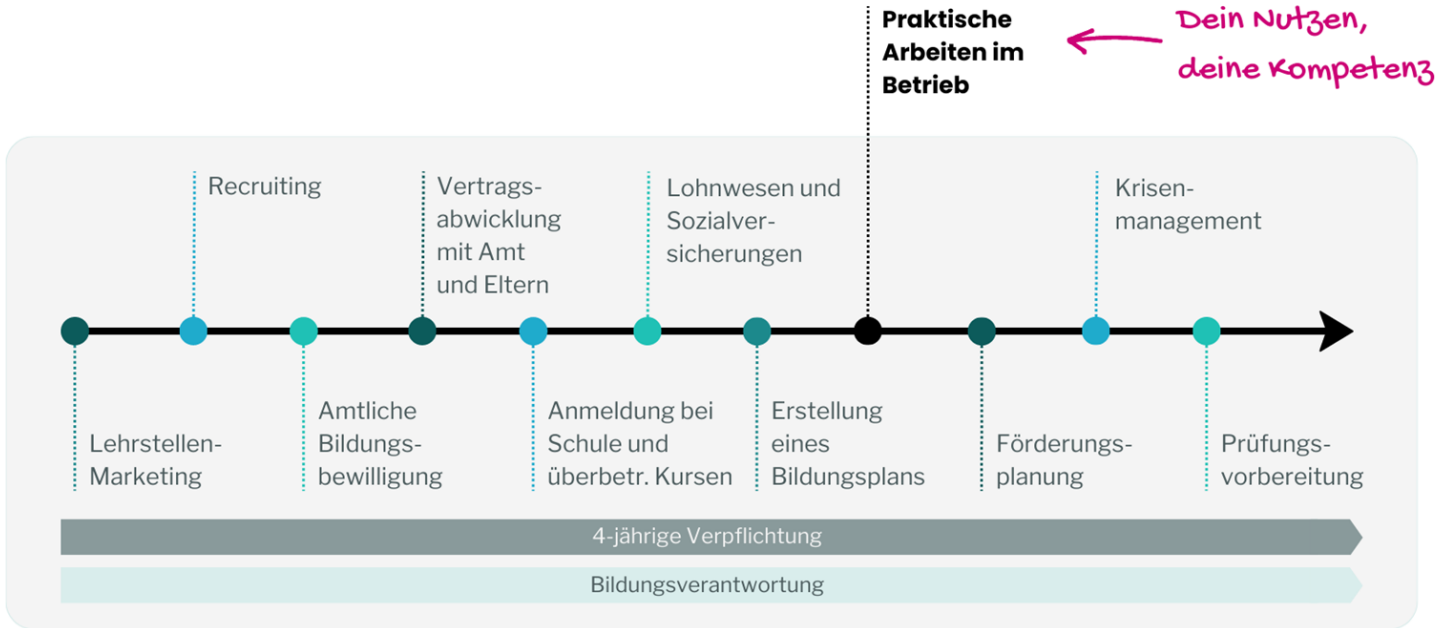 Praktische
Arbeiten im
Betrieb
Dein Nutzen,
deine Kompetenz
Recruiting
Vertrags-
abwicklung
mit Amt
und Eltern
Lohnwesen und
Sozialver-
sicherungen
Krisen-
management
Lehrstellen-
Marketing
Amtliche
Bildungs-
bewilligung
Anmeldung bei
Schule und
überbetr. Kursen
Erstellung
eines
Bildungsplans
Förderungs-
planung
Prüfungs-
vorbereitung
4-jährige Verpflichtung
Bildungsverantwortung